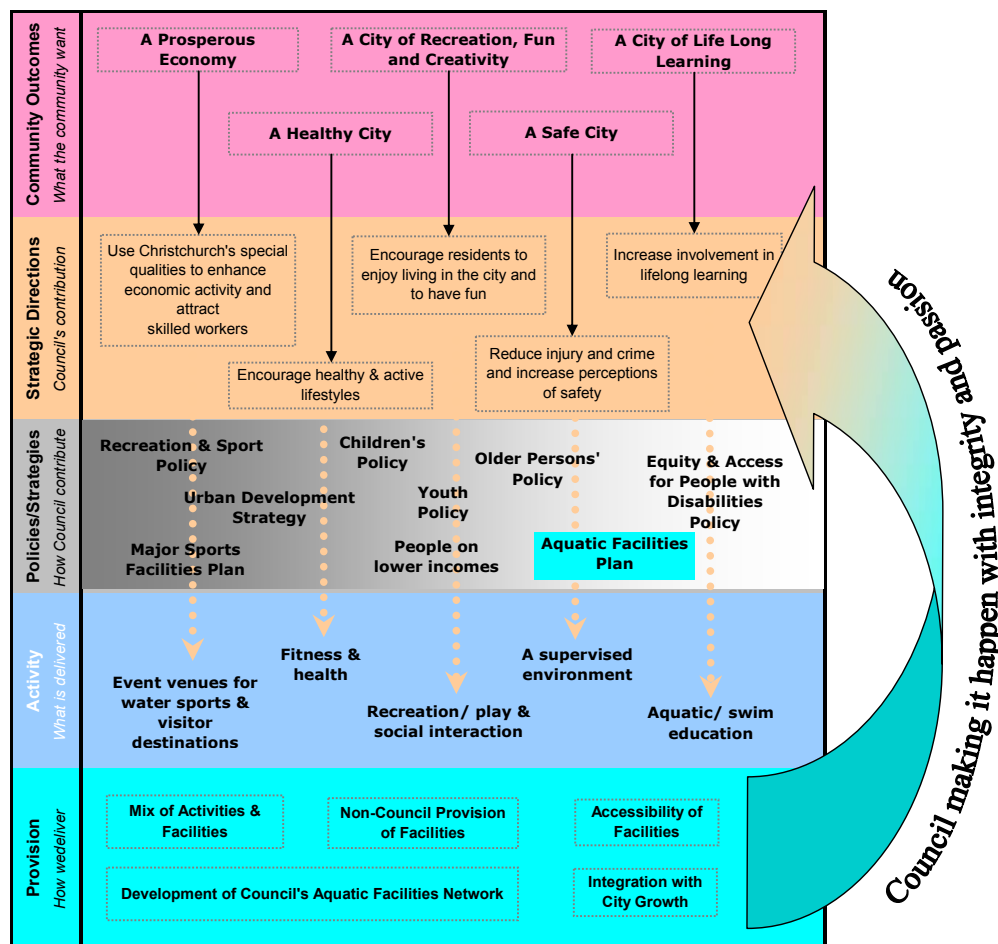 Community Outcomes
What the community want
A Prosperous
Economy
A City of Recreation, Fun
and Creativity
A City of Life Long
Learning
A Healthy City
A Safe City
Strategic Directions
Council's contribution
Use Christchurch's special
qualities to enhance
economic activity and
attract
skilled workers
Encourage residents to
enjoy living in the city and
to have fun
Increase involvement in
lifelong learning
Encourage healthy & active
lifestyles
Reduce injury and crime
and increase perceptions
of safety
Policies/Strategies
How Council contribute
Recreation & Sport
Policy
Children's
Policy
Older Persons'
Policy
Equity & Access
for People with
Disabilities
Policy
Urban Development
Strategy
Youth
Policy
Major Sports
Facilities Plan
People on
lower incomes
Aquatic Facilities
Plan
Activity
What is delivered
Event venues for
water sports &
visitor
destinations
Fitness &
health
Recreation/ play &
social interaction
A supervised
environment
Aquatic/ swim
education
Provision
How wedeliver
Mix of Activities &
Facilities
Non-Council Provision
of Facilities
Accessibility of
Facilities
Development of Council's Aquatic Facilities Network
Integration with
City Growth
Council making it happen with integrity and passion